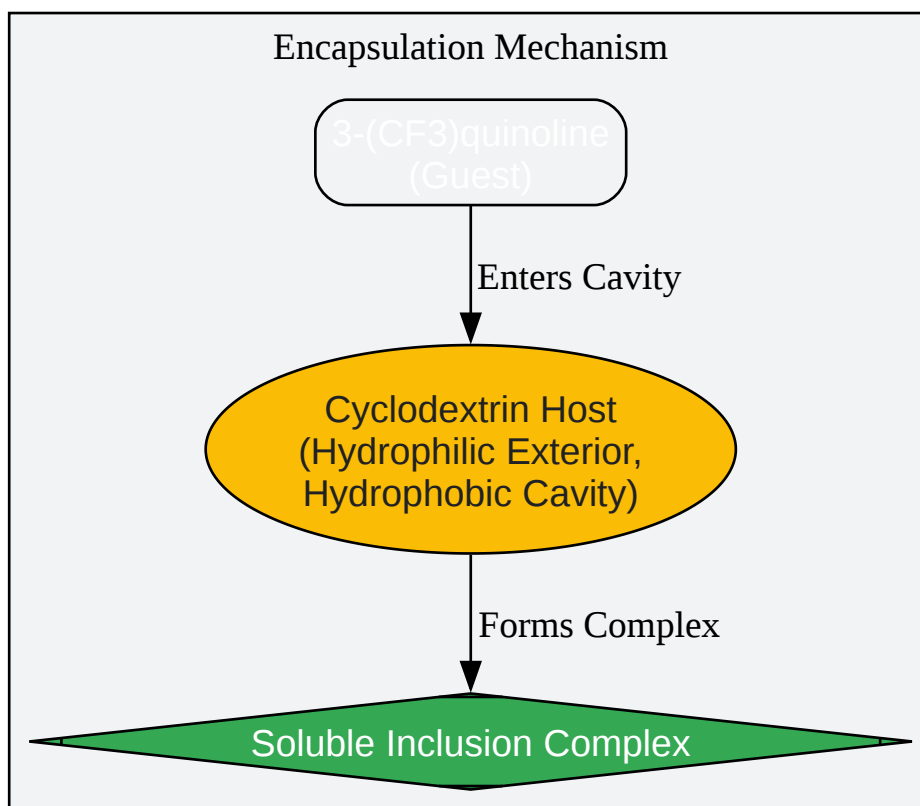 Encapsulation Mechanism
3-(CF3)quinoline
(Guest)
Enters Cavity
Cyclodextrin Host
(Hydrophilic Exterior,
Hydrophobic Cavity)
Forms Complex
Soluble Inclusion Complex